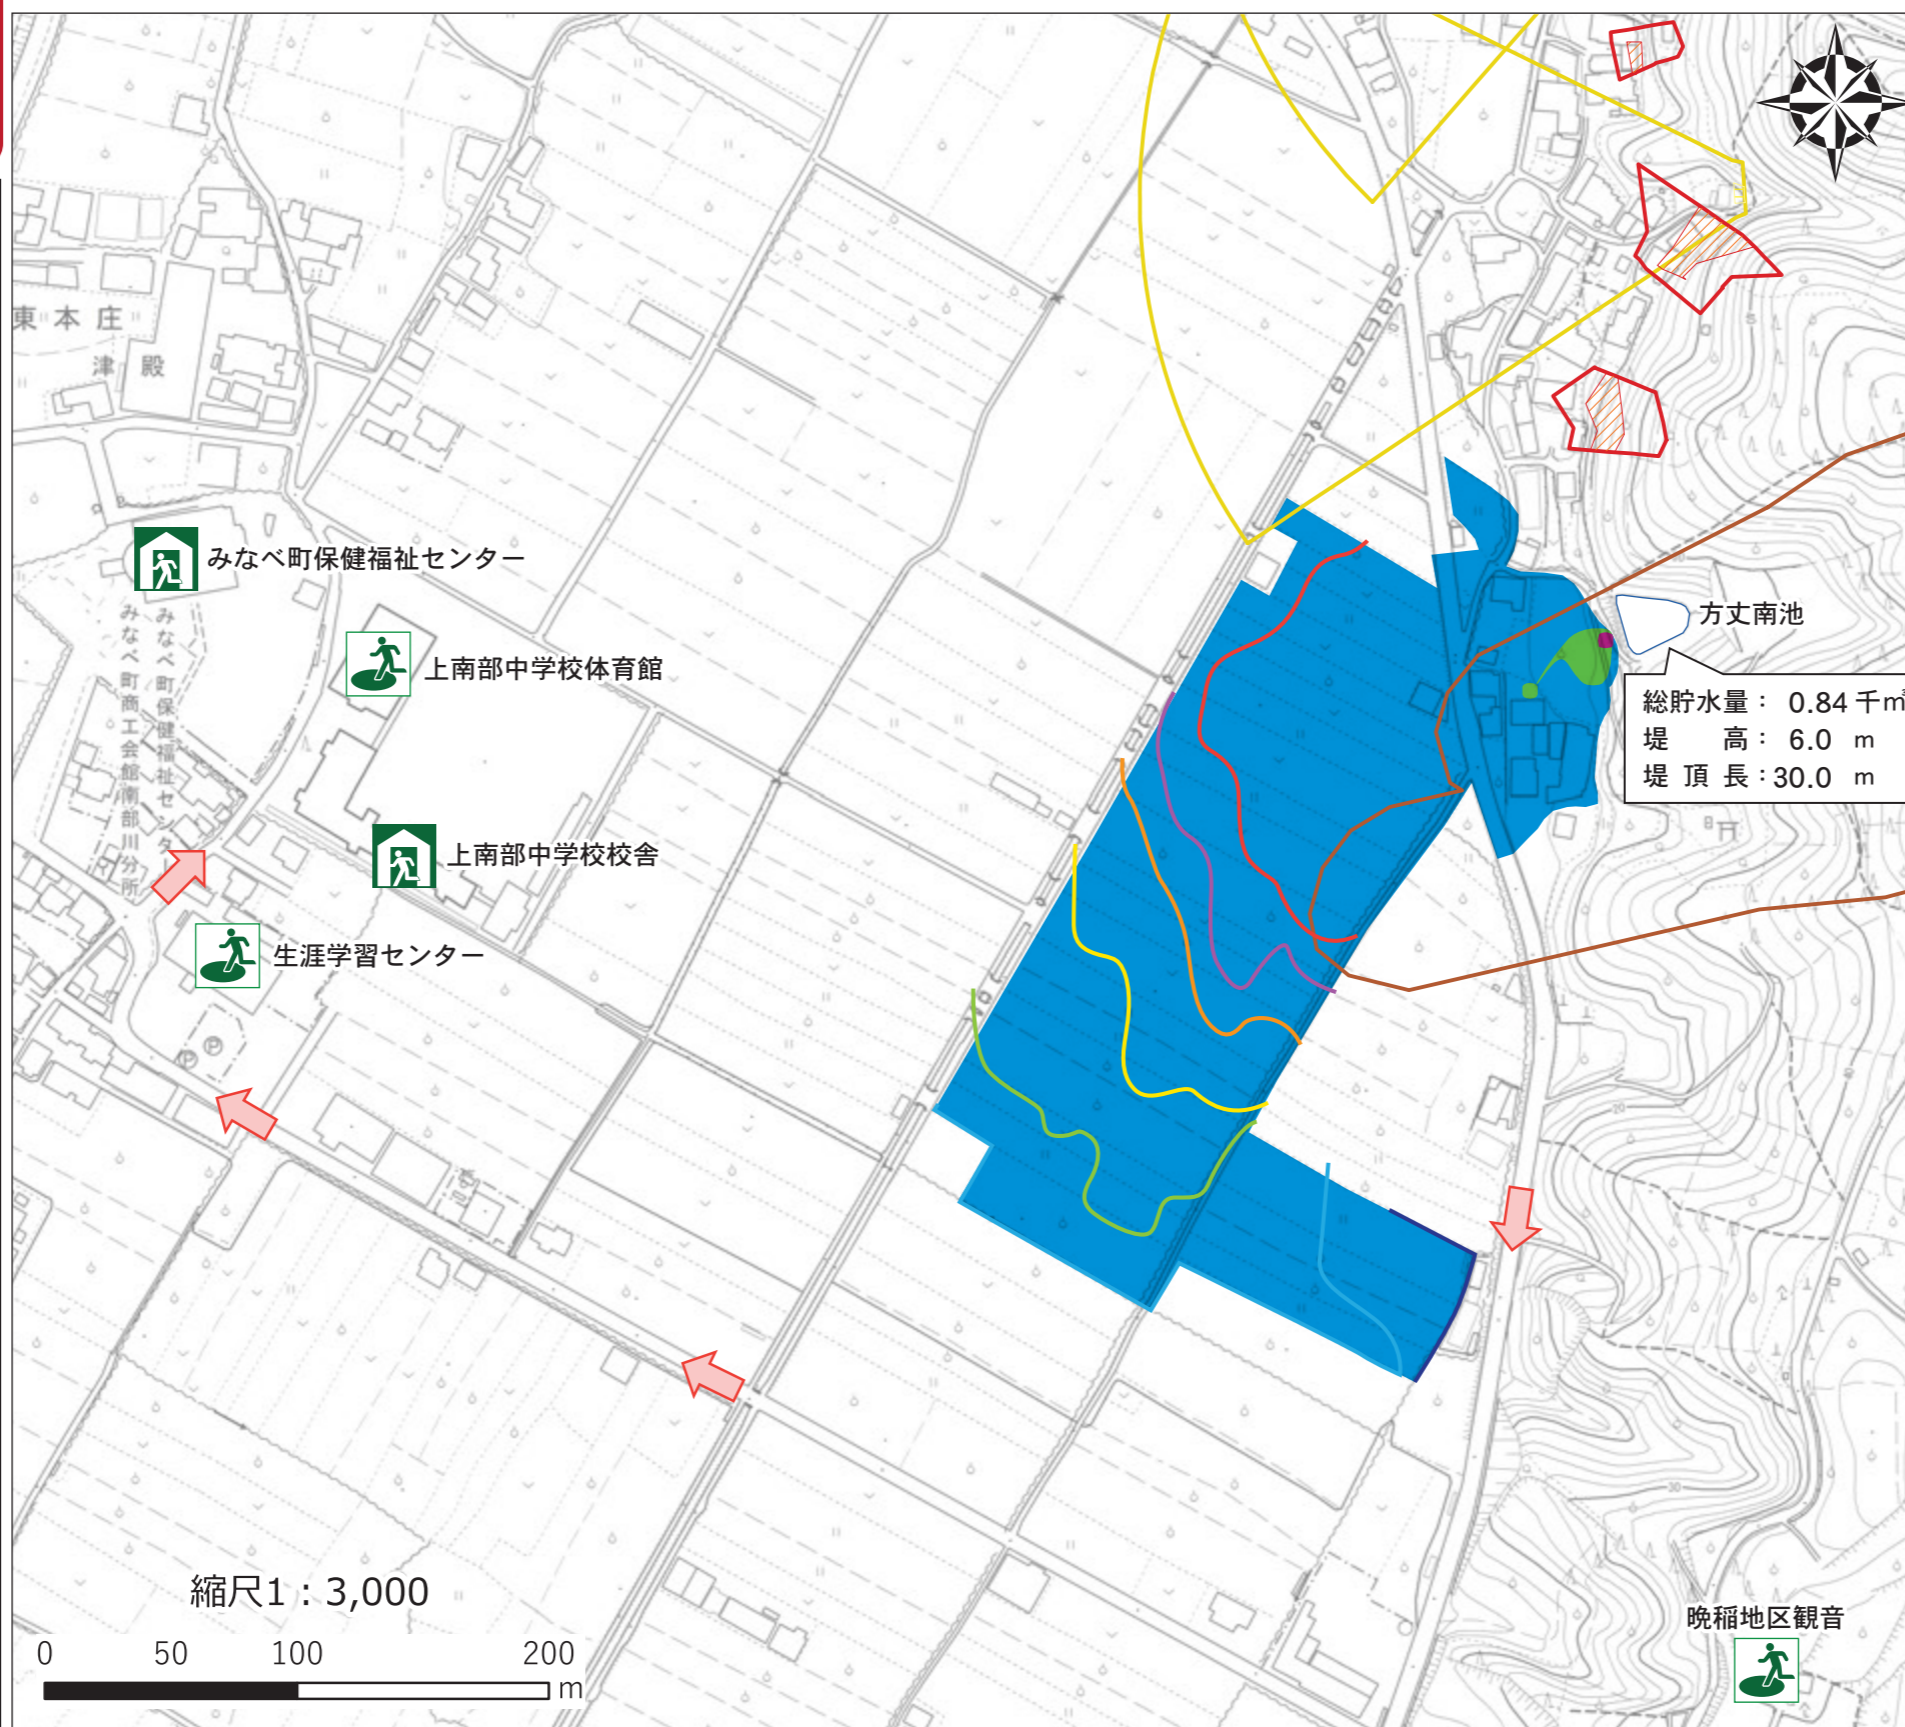 東本庄
津殿
みなべ町保健福祉センター
みなべ町保健福祉センター
みなべ町商工会館南部川分所
上南部中学校体育館
上南部中学校校舎
生涯学習センター
方丈南池
総貯水量： 0.84 千㎥
堤　高： 6.0 m
堤頂長：30.0 m
晩稲地区観音
縮尺1：3,000
0 50 100 200
m